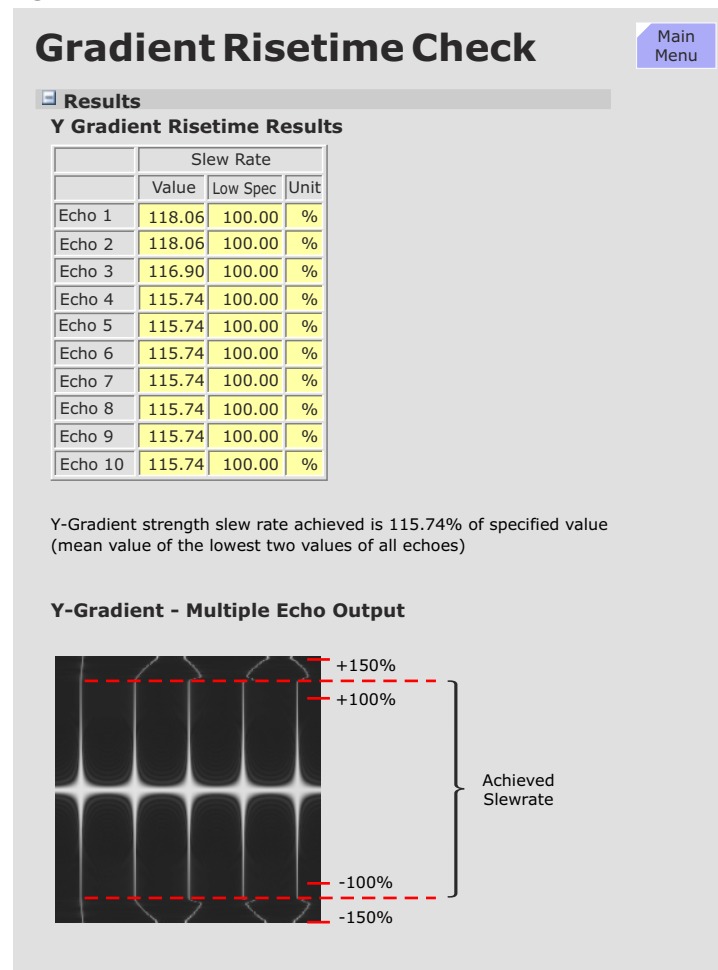 Gradient Risetime Check
Main
Menu
Results
Y Gradient Risetime Results
Slew Rate
Value Low Spec Unit
Echo 1 118.06 100.00 %
Echo 2 118.06 100.00 %
Echo 3 116.90 100.00 %
Echo 4 115.74 100.00 %
Echo 5 115.74 100.00 %
Echo 6 115.74 100.00 %
Echo 7 115.74 100.00 %
Echo 8 115.74 100.00 %
Echo 9 115.74 100.00 %
Echo 10 115.74 100.00 %
Y-Gradient strength slew rate achieved is 115.74% of specified value
(mean value of the lowest two values of all echoes)
Y-Gradient - Multiple Echo Output
+150%
+100%
Achieved
Slewrate
-100%
-150%